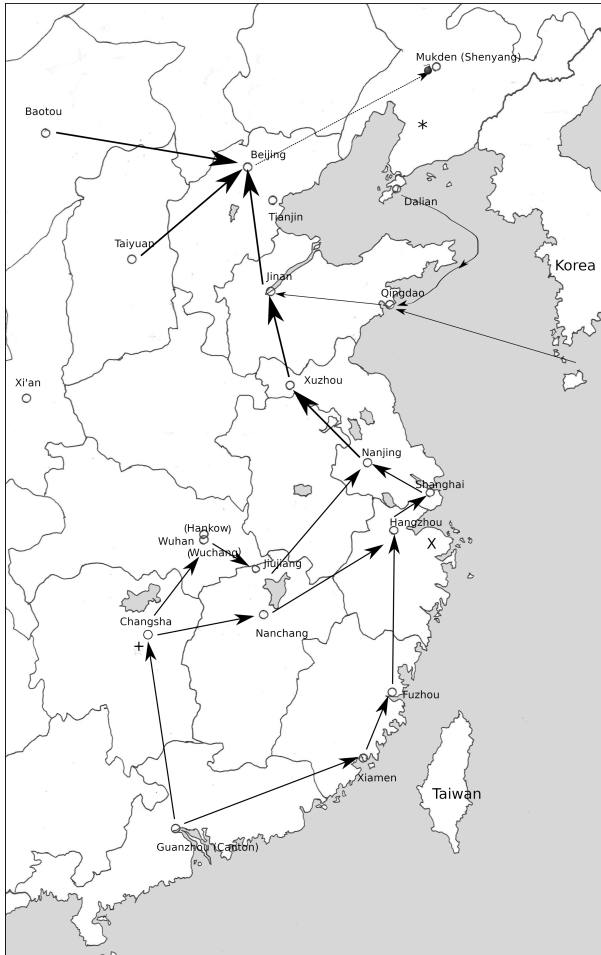 Mukden (Shenyang)
Baotou
*
Beijing
Tianjin
Dalian
Taiyuan
Korea
Jinan
Qingdao
Xi'an
Xuzhou
Nanjing
Shanghai
(Hankow)
Hangzhou
Wuhan
(Wuchang)
X
Jiujiang
Changsha
Nanchang
+
Fuzhou
Xiamen
Taiwan
Guanzhou (Canton)